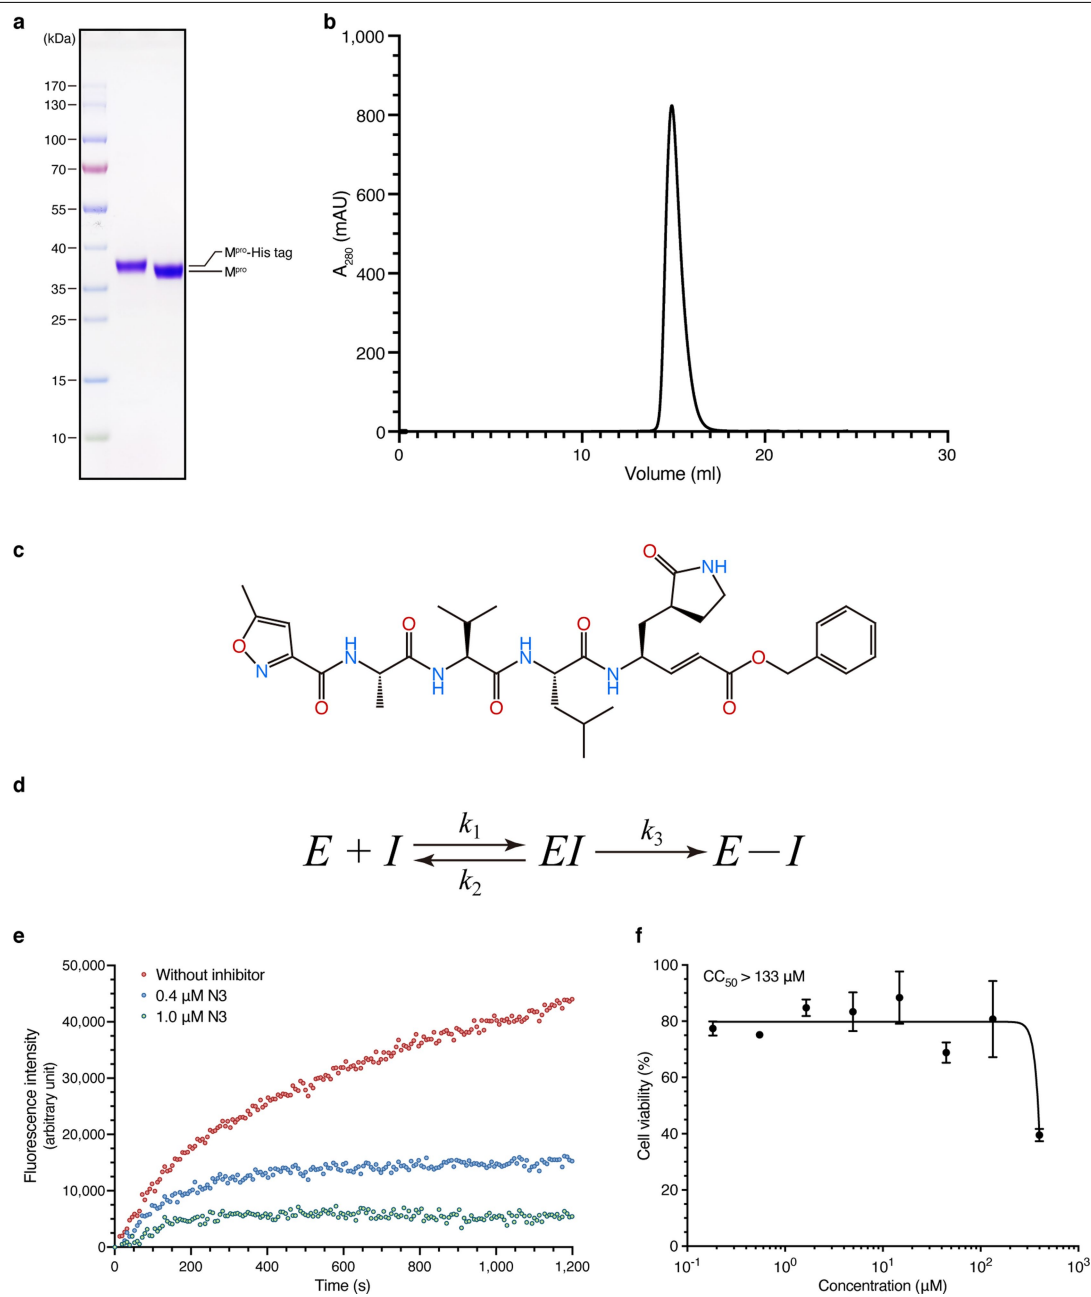 a
(kDa)
170
130
100
70
55
40
35
25
15
10
Mpro-His tag
Mpro
b
1,000
800
600
400
200
0
A280 (mAU)
0 10 20 30
Volume (ml)
c
O NH
O N H N O N H H N O O N H O O O
d
E + I k1 k2 EI k3 E—I
e
50,000
40,000
30,000
20,000
10,000
0
Fluorescence intensity
(arbitrary unit)
Without inhibitor
0.4 µM N3
1.0 µM N3
0 200 400 600 800 1,000 1,200
Time (s)
f
100
80
60
40
20
0
Cell viability (%)
CC50 > 133 µM
10-1 100 101 102 103
Concentration (µM)